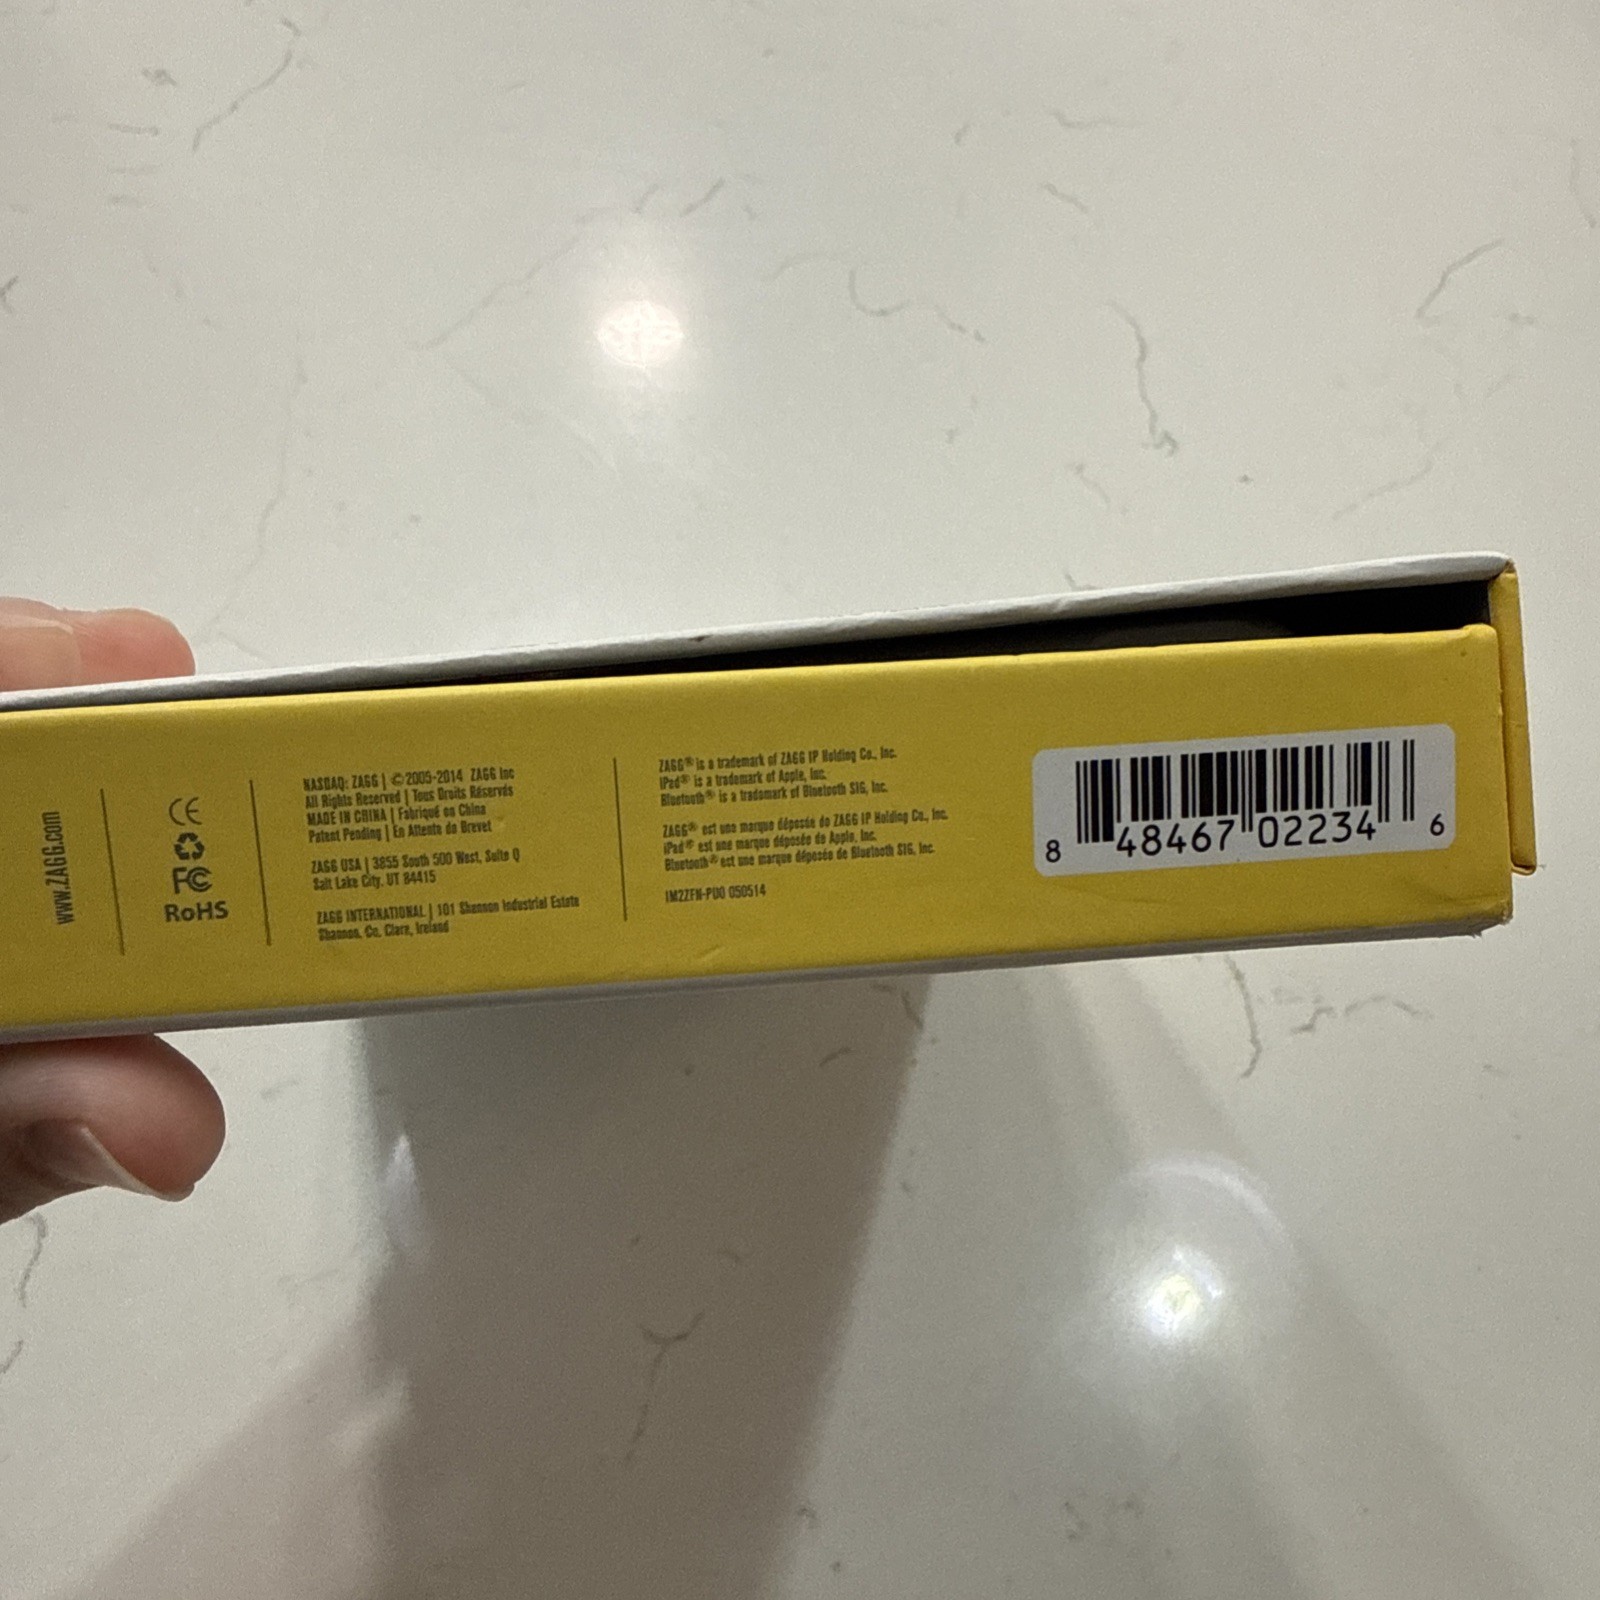 www.ZAGG.com
CE
FC
RoHS
NASDAQ: ZAGG | ©2005-2014 ZAGG Inc
All Rights Reserved | Tous Droits Réservés
MADE IN CHINA | Fabriqué en China
Patent Pending | En Attente de Brevet
ZAGG USA | 3855 South 500 West, Suite Q
Salt Lake City, UT 84415
ZAGG INTERNATIONAL | 101 Shannon Industrial Estate
Shannon, Co. Clare, Ireland
ZAGG® is a trademark of ZAGG IP Holding Co., Inc.
iPad® is a trademark of Apple, Inc.
Bluetooth® is a trademark of Bluetooth SIG, Inc.
ZAGG® est une marque déposée de ZAGG IP Holding Co., Inc.
iPad® est une marque déposée de Apple, Inc.
Bluetooth® est une marque déposée de Bluetooth SIG, Inc.
IM2ZFN-PU0 050514
8 48467 02234 6